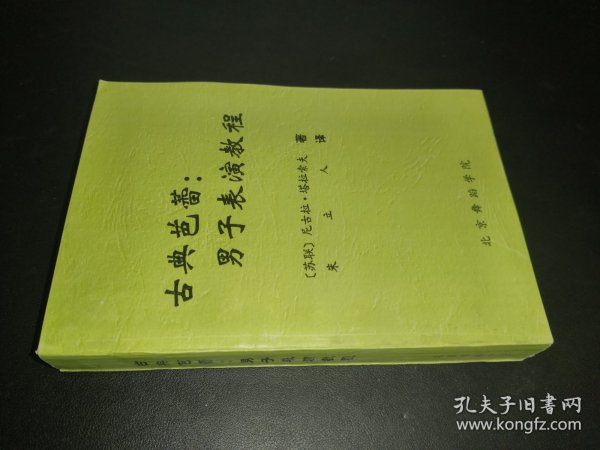 古典芭蕾:
男子表演教程
〔苏联〕尼古拉·塔拉索夫 著
朱立人 译
北京舞蹈学院
古典芭蕾:男子表演教程
孔夫子旧书网
www.kongfz.com